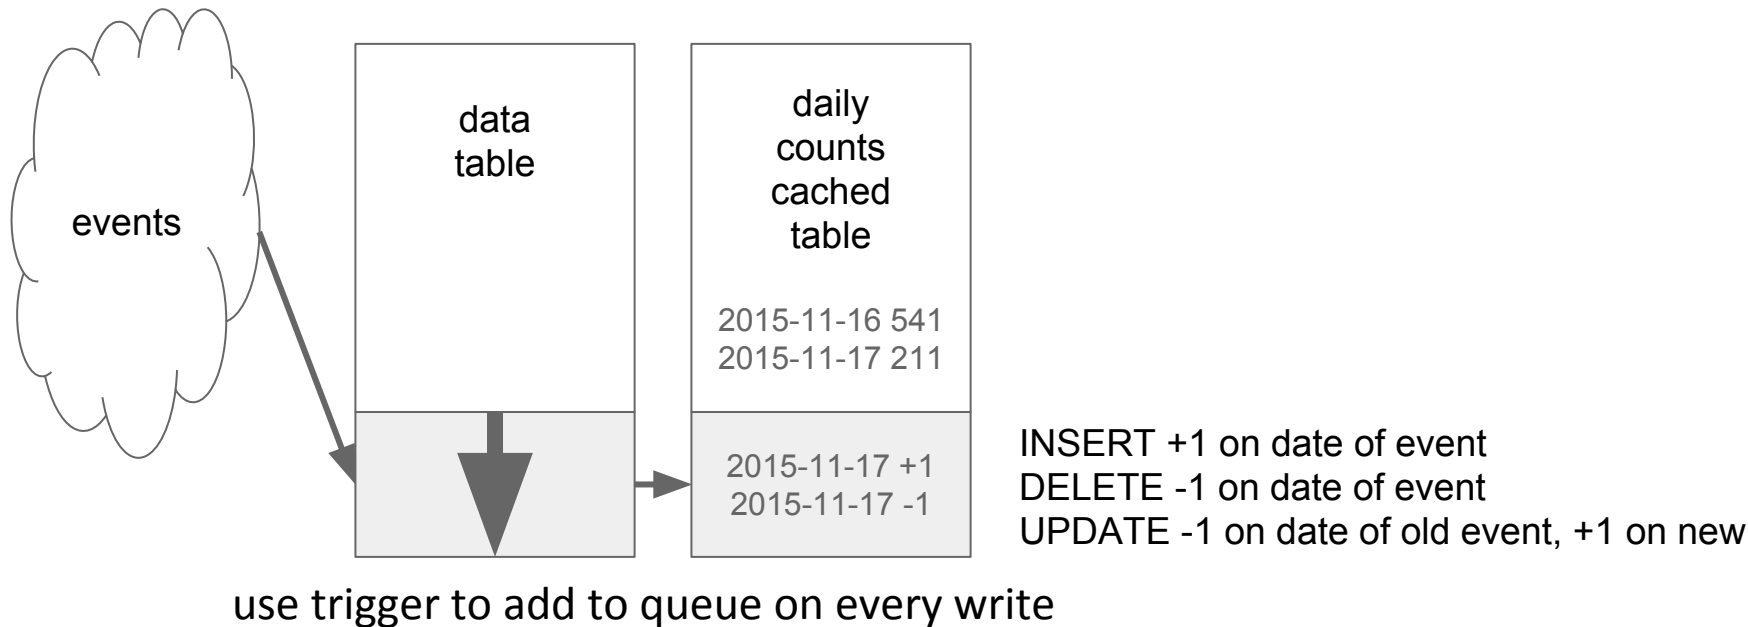 events
data
table
daily
counts
cached
table
2015-11-16 541
2015-11-17 211
2015-11-17 +1
2015-11-17 -1
INSERT +1 on date of event
DELETE -1 on date of event
UPDATE -1 on date of old event, +1 on new
use trigger to add to queue on every write